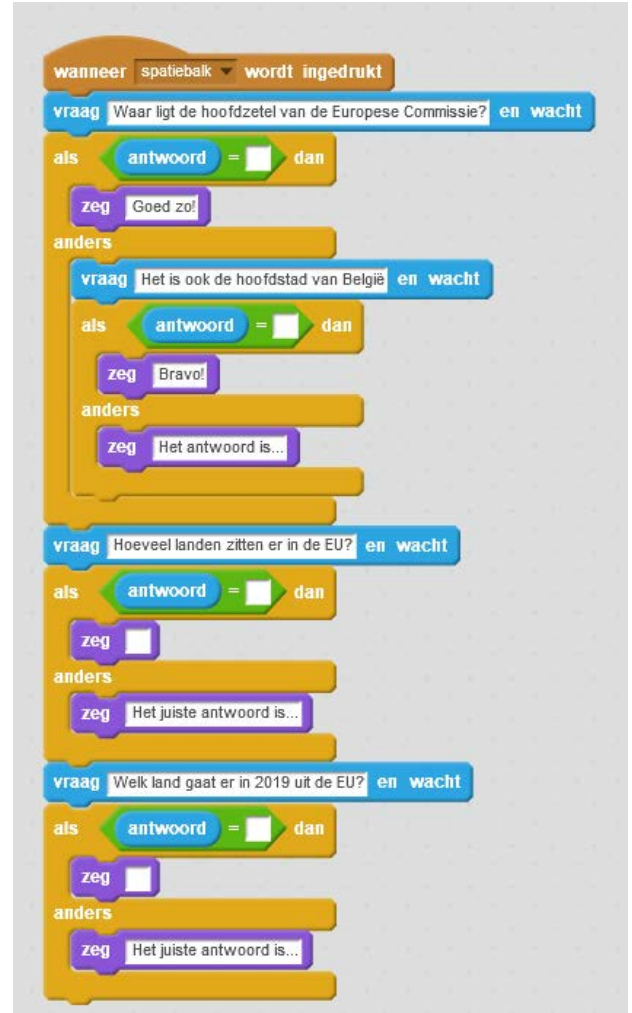 wanneer spatiebalk wordt ingedrukt
vraag Waar ligt de hoofdzetel van de Europese Commissie? en wacht
als antwoord = dan
zeg Goed zo!
anders
vraag Het is ook de hoofdstad van België en wacht
als antwoord = dan
zeg Bravo!
anders
zeg Het antwoord is...
vraag Hoeveel landen zitten er in de EU? en wacht
als antwoord = dan
zeg
anders
zeg Het juiste antwoord is...
vraag Welk land gaat er in 2019 uit de EU? en wacht
als antwoord = dan
zeg
anders
zeg Het juiste antwoord is...